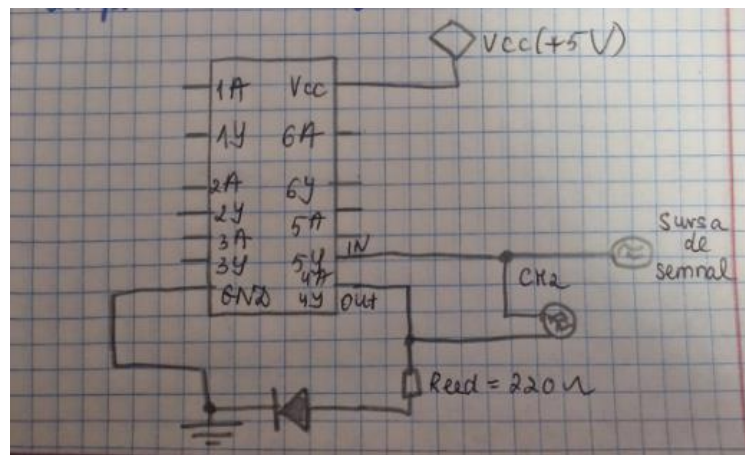 Vcc(+5V)
1A Vcc
1Y 6A
2A 6Y
2Y 5A
3A 5Y IN
3Y 4A
GND 4Y Out
Sursa
de
semnal
CH2
= 220Ω